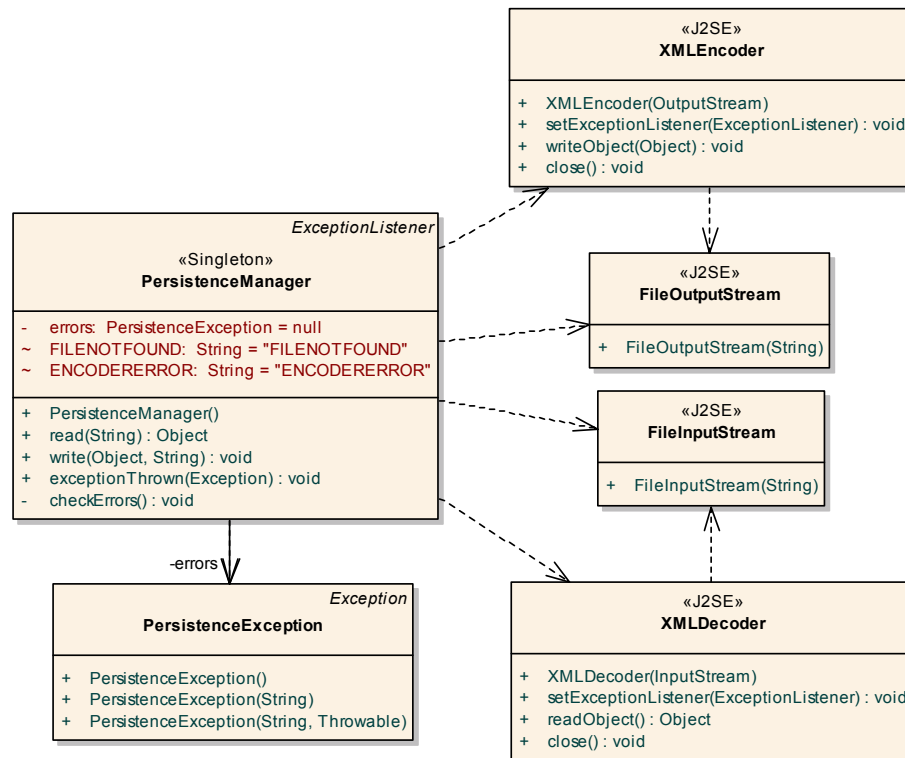 «J2SE»
XMLEncoder
+ XMLEncoder(OutputStream)
+ setExceptionListener(ExceptionListener) : void
+ writeObject(Object) : void
+ close() : void
ExceptionListener
«Singleton»
PersistenceManager
- errors: PersistenceException = null
~ FILENOTFOUND: String = "FILENOTFOUND"
~ ENCODERERROR: String = "ENCODERERROR"
+ PersistenceManager()
+ read(String) : Object
+ write(Object, String) : void
+ exceptionThrown(Exception) : void
- checkErrors() : void
«J2SE»
FileOutputStream
+ FileOutputStream(String)
«J2SE»
FileInputStream
+ FileInputStream(String)
-errors
Exception
PersistenceException
+ PersistenceException()
+ PersistenceException(String)
+ PersistenceException(String, Throwable)
«J2SE»
XMLDecoder
+ XMLDecoder(InputStream)
+ setExceptionListener(ExceptionListener) : void
+ readObject() : Object
+ close() : void